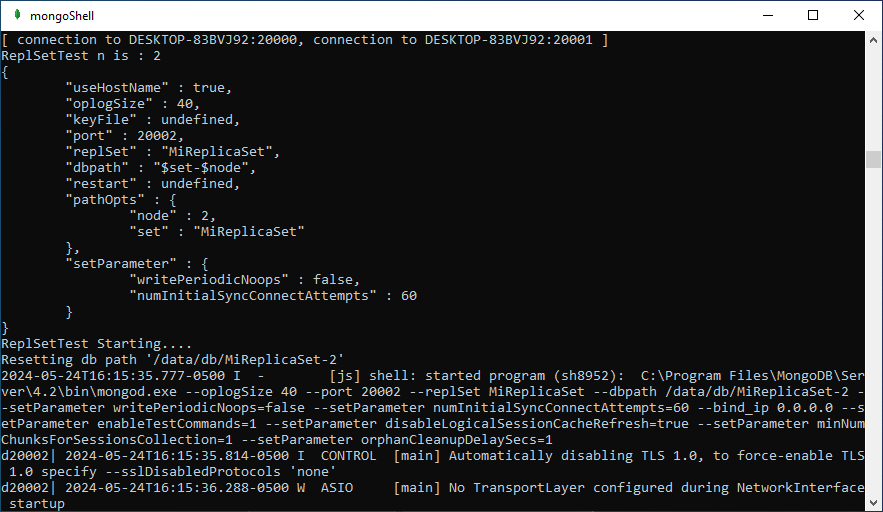 mongoShell
[ connection to DESKTOP-83BVJ92:20000, connection to DESKTOP-83BVJ92:20001 ]
ReplSetTest n is : 2
{
        "useHostName" : true,
        "oplogSize" : 40,
        "keyFile" : undefined,
        "port" : 20002,
        "replSet" : "MiReplicaSet",
        "dbpath" : "$set-$node",
        "restart" : undefined,
        "pathOpts" : {
                "node" : 2,
                "set" : "MiReplicaSet"
        },
        "setParameter" : {
                "writePeriodicNoops" : false,
                "numInitialSyncConnectAttempts" : 60
        }
}
ReplSetTest Starting....
Resetting db path '/data/db/MiReplicaSet-2'
2024-05-24T16:15:35.777-0500 I  -        [js] shell: started program (sh8952):  C:\Program Files\MongoDB\Ser
ver\4.2\bin\mongod.exe --oplogSize 40 --port 20002 --replSet MiReplicaSet --dbpath /data/db/MiReplicaSet-2 -
-setParameter writePeriodicNoops=false --setParameter numInitialSyncConnectAttempts=60 --bind_ip 0.0.0.0 --s
etParameter enableTestCommands=1 --setParameter disableLogicalSessionCacheRefresh=true --setParameter minNum
ChunksForSessionsCollection=1 --setParameter orphanCleanupDelaySecs=1
d20002| 2024-05-24T16:15:35.814-0500 I  CONTROL  [main] Automatically disabling TLS 1.0, to force-enable TLS
 1.0 specify --sslDisabledProtocols 'none'
d20002| 2024-05-24T16:15:36.288-0500 W  ASIO     [main] No TransportLayer configured during NetworkInterface
 startup